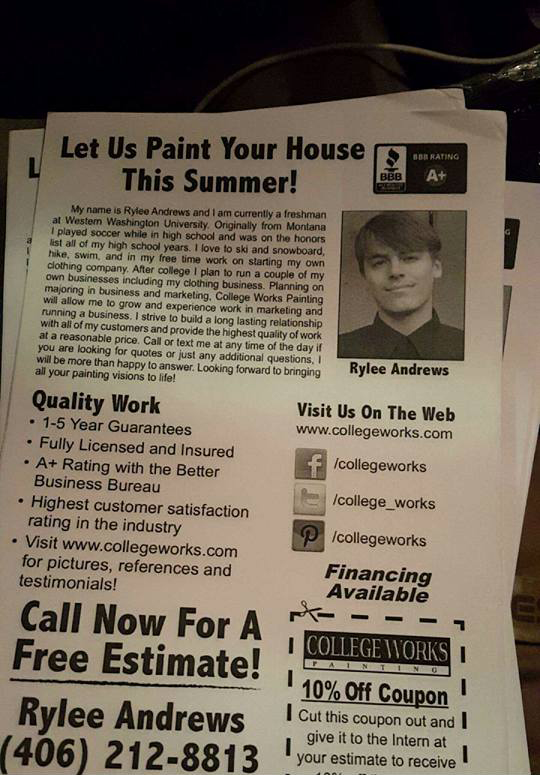 Let Us Paint Your House
This Summer!
BBB
BBB RATING
A+
My name is Rylee Andrews and I am currently a freshman
at Western Washington University. Originally from Montana
I played soccer while in high school and was on the honors
list all of my high school years. I love to ski and snowboard,
hike, swim, and in my free time work on starting my own
clothing company. After college I plan to run a couple of my
own businesses including my clothing business. Planning on
majoring in business and marketing, College Works Painting
will allow me to grow and experience work in marketing and
running a business. I strive to build a long lasting relationship
with all of my customers and provide the highest quality of work
at a reasonable price. Call or text me at any time of the day if
you are looking for quotes or just any additional questions, I
will be more than happy to answer. Looking forward to bringing
all your painting visions to life!
Rylee Andrews
Quality Work
• 1-5 Year Guarantees
• Fully Licensed and Insured
• A+ Rating with the Better
Business Bureau
• Highest customer satisfaction
rating in the industry
• Visit www.collegeworks.com
for pictures, references and
testimonials!
Visit Us On The Web
www.collegeworks.com
f /collegeworks
t /college_works
p /collegeworks
Financing
Available
Call Now For A
Free Estimate!
Rylee Andrews
(406) 212-8813
COLLEGE WORKS
PAINTING
10% Off Coupon
Cut this coupon out and
give it to the Intern at
your estimate to receive